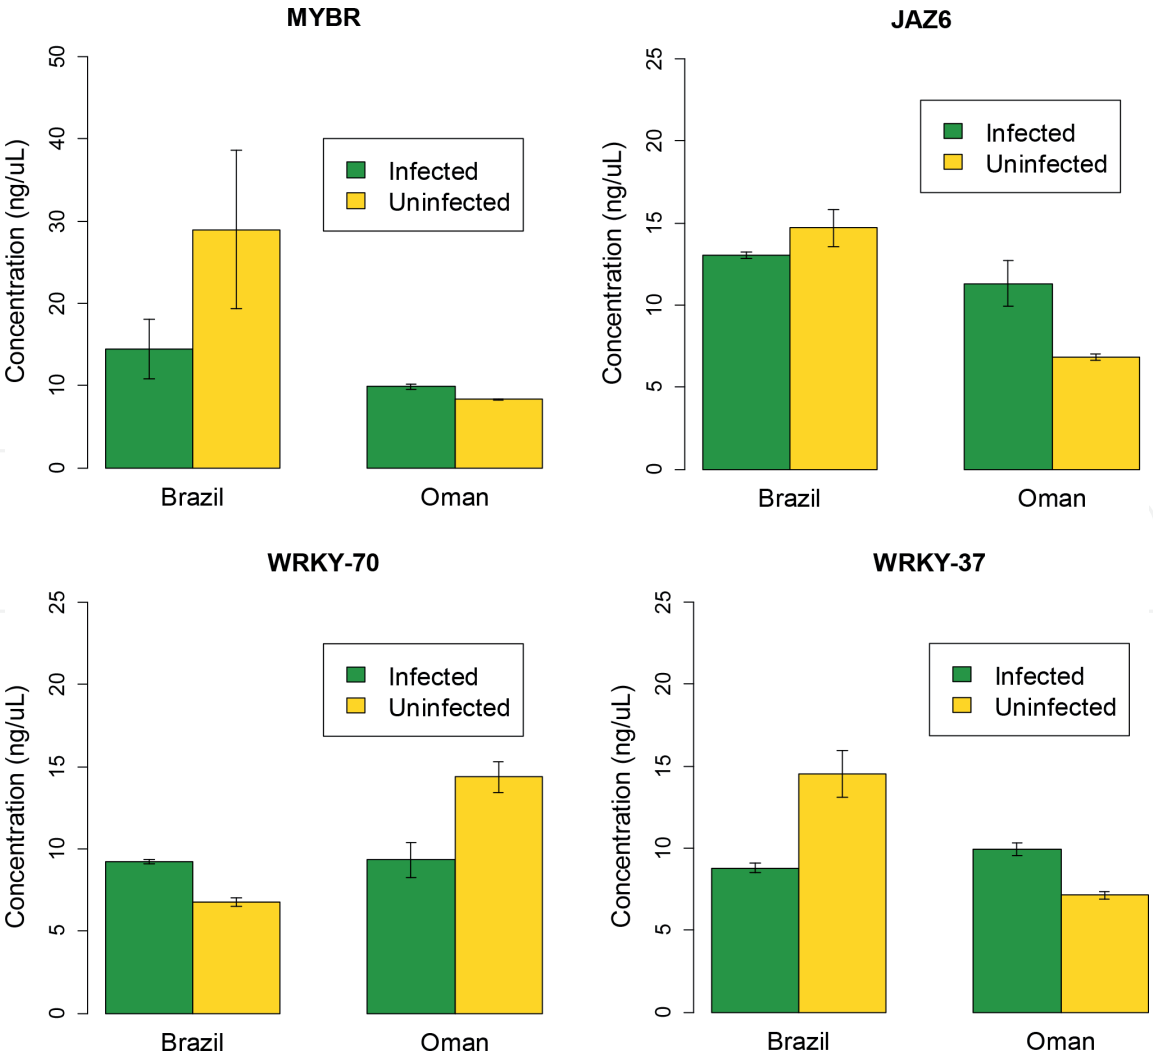 MYBR
Concentration (ng/uL)
50
40
30
20
10
0
Infected
Uninfected
Brazil
Oman
JAZ6
Concentration (ng/uL)
25
20
15
10
5
0
Infected
Uninfected
Brazil
Oman
WRKY-70
Concentration (ng/uL)
25
20
15
10
5
0
Infected
Uninfected
Brazil
Oman
WRKY-37
Concentration (ng/uL)
25
20
15
10
5
0
Infected
Uninfected
Brazil
Oman